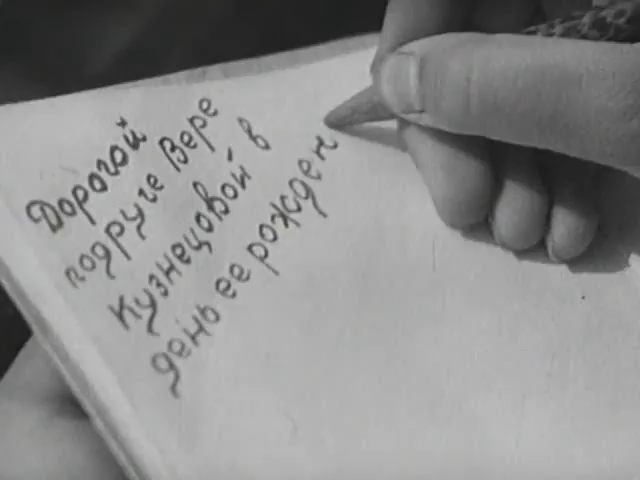 Дорогой
подруге Вере
Кузнецовой в
день ее рожден